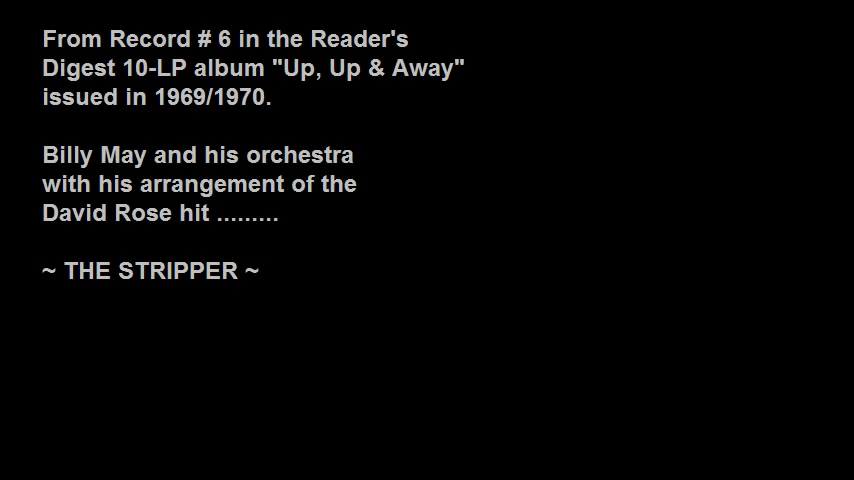 From Record # 6 in the Reader's
Digest 10-LP album "Up, Up & Away"
issued in 1969/1970.
Billy May and his orchestra
with his arrangement of the
David Rose hit .........
~ THE STRIPPER ~